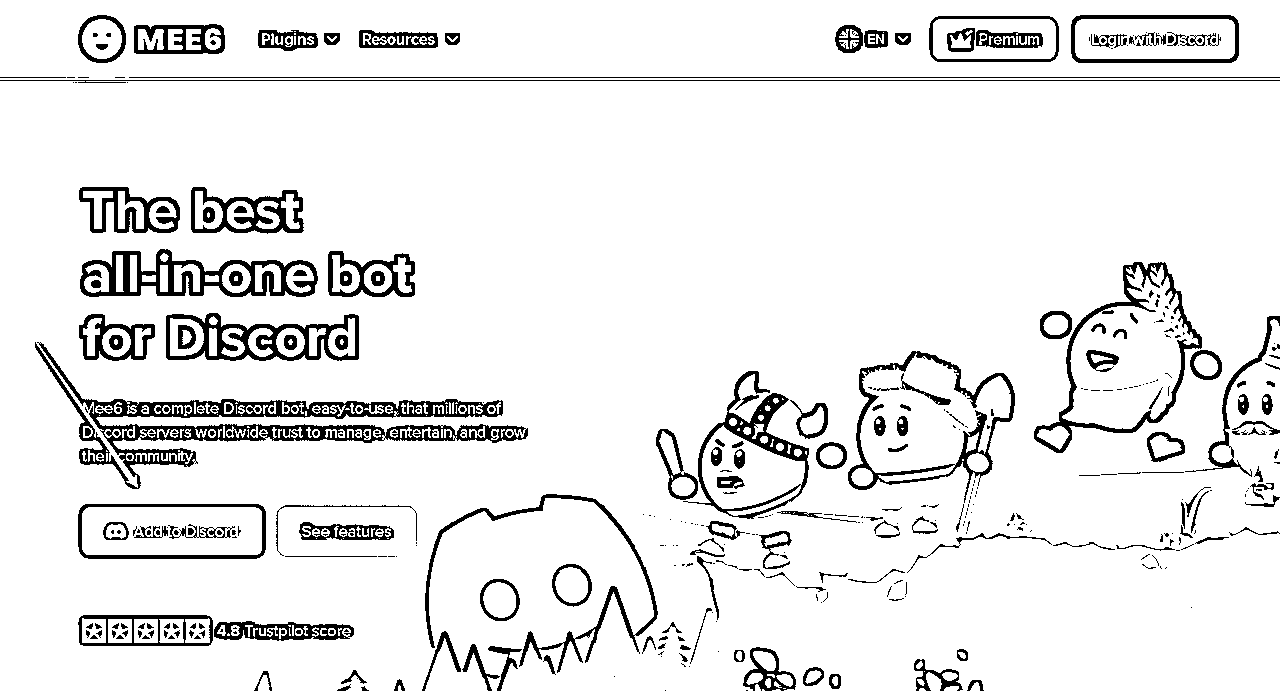 MEE6
Plugins
Resources
EN
Premium
Login with Discord
The best
all-in-one bot
for Discord
Mee6 is a complete Discord bot, easy-to-use, that millions of
Discord servers worldwide trust to manage, entertain, and grow
their community.
Add to Discord
See features
4.8 Trustpilot score